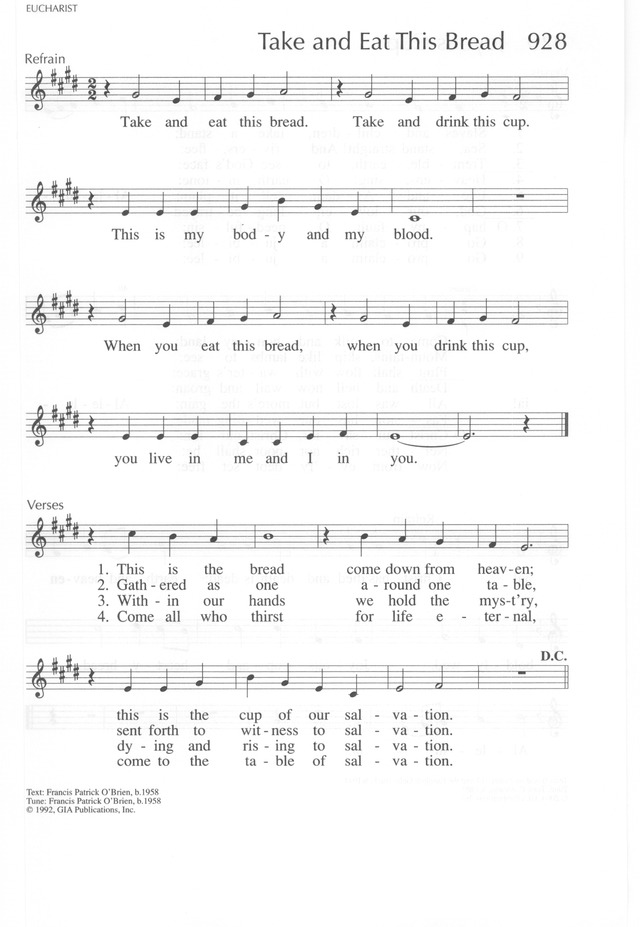 EUCHARIST
Take and Eat This Bread 928
Refrain
Take and eat this bread. Take and drink this cup.
This is my bod - y and my blood.
When you eat this bread, when you drink this cup,
you live in me and I in you.
Verses
1. This is the bread come down from heav-en;
2. Gath - ered as one a - round one ta - ble,
3. With - in our hands we hold the mys-t'ry,
4. Come all who thirst for life e - ter - nal,
D.C.
this is the cup of our sal - va - tion.
sent forth to wit - ness to sal - va - tion.
dy - ing and ris - ing to sal - va - tion.
come to the ta - ble of sal - va - tion.
Text: Francis Patrick O'Brien, b.1958
Tune: Francis Patrick O'Brien, b.1958
© 1992, GIA Publications, Inc.